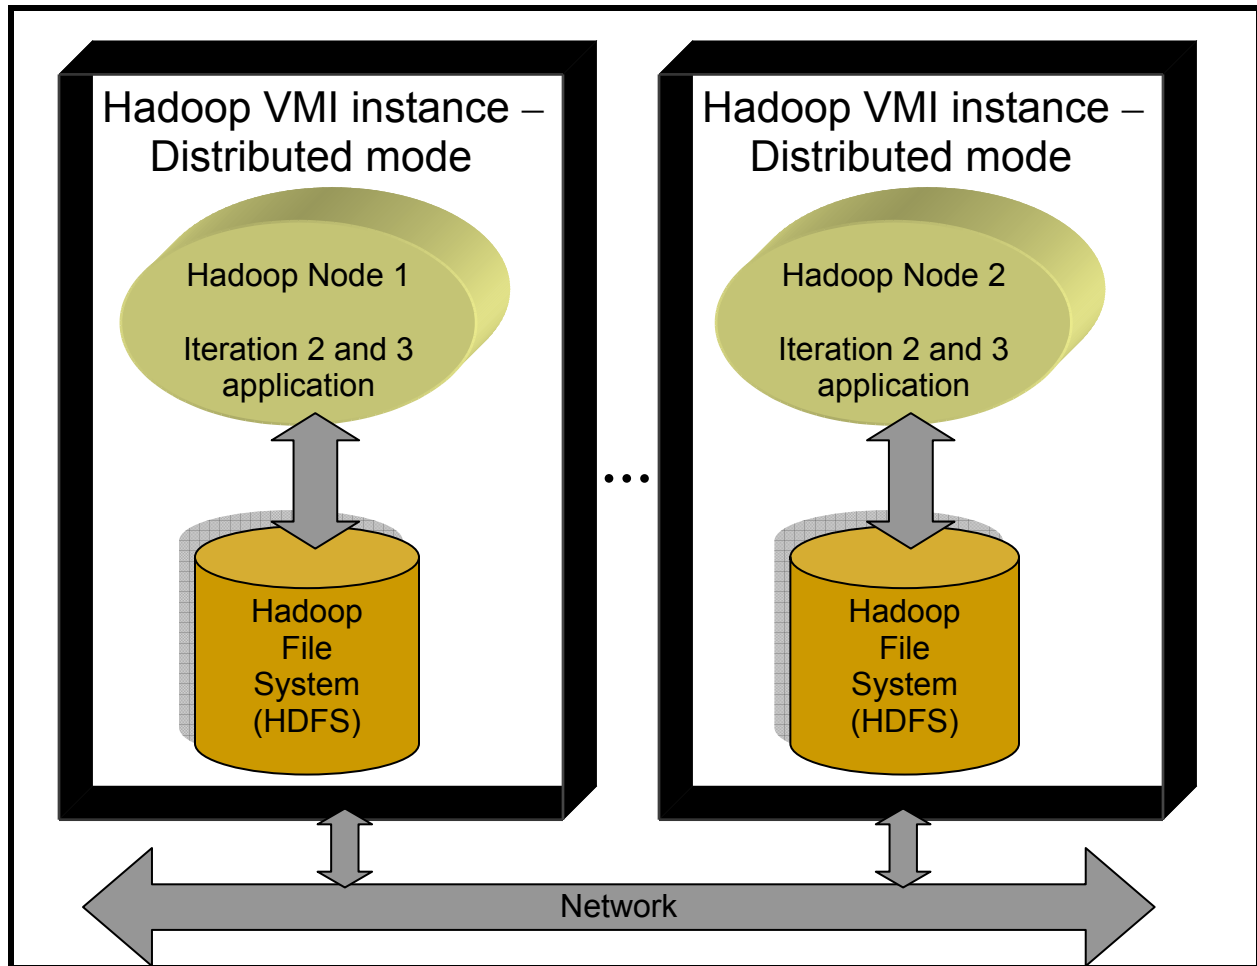 Hadoop VMI instance –
Distributed mode
Hadoop Node 1
Iteration 2 and 3
application
Hadoop
File
System
(HDFS)
...
Hadoop VMI instance –
Distributed mode
Hadoop Node 2
Iteration 2 and 3
application
Hadoop
File
System
(HDFS)
Network